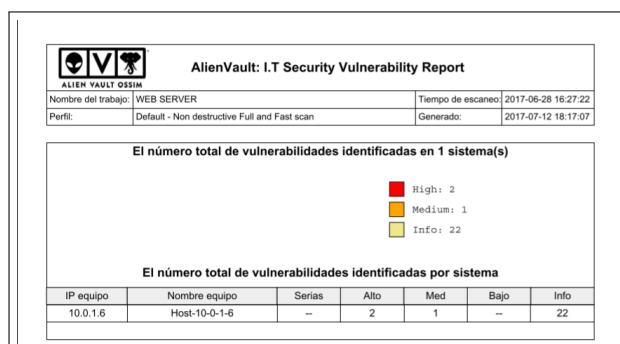 ALIEN VAULT OSSIM
AlienVault: I.T Security Vulnerability Report
Nombre del trabajo: WEB SERVER Tiempo de escaneo: 2017-06-28 16:27:22
Perfil: Default - Non destructive Full and Fast scan Generado: 2017-07-12 18:17:07
El número total de vulnerabilidades identificadas en 1 sistema(s)
High: 2
Medium: 1
Info: 22
El número total de vulnerabilidades identificadas por sistema
IP equipo Nombre equipo Serias Alto Med Bajo Info
10.0.1.6 Host-10-0-1-6 -- 2 1 -- 22